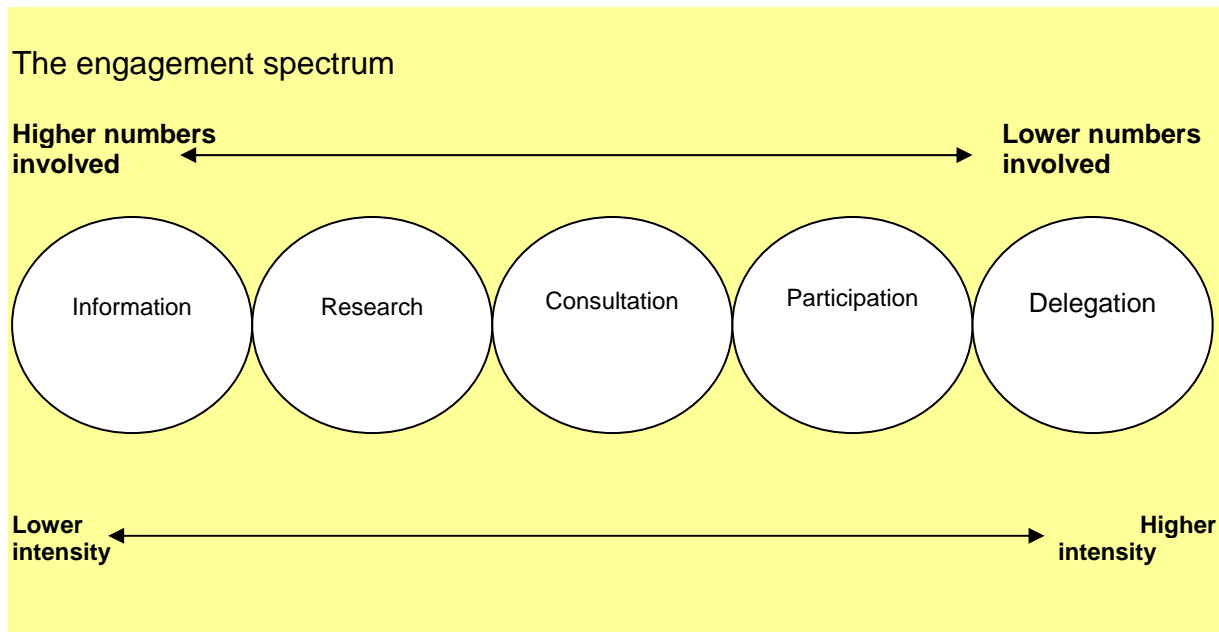 The engagement spectrum
Higher numbers
involved
Lower numbers
involved
Information
Research
Consultation
Participation
Delegation
Lower
intensity
Higher
intensity